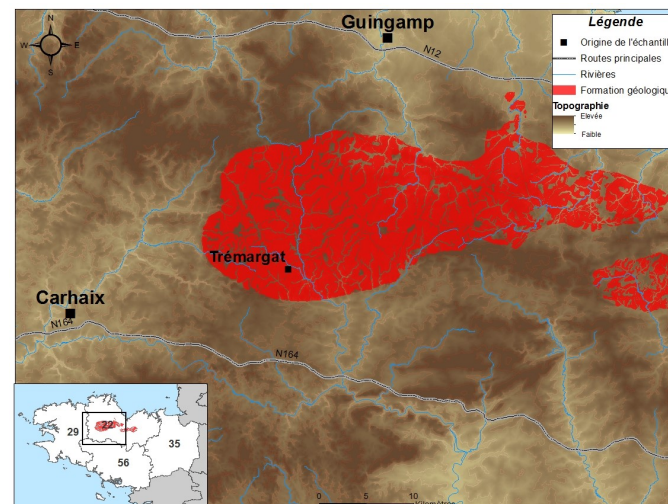 Guingamp
N
W
E
S
N12
Légende
Origine de l'échantill
Routes principales
Rivières
Formation géologiqu
Topographie
Elevée
Faible
Trémargat
Carhaix
N164
N164
29
22
35
56
0 5 10
Kilomètres